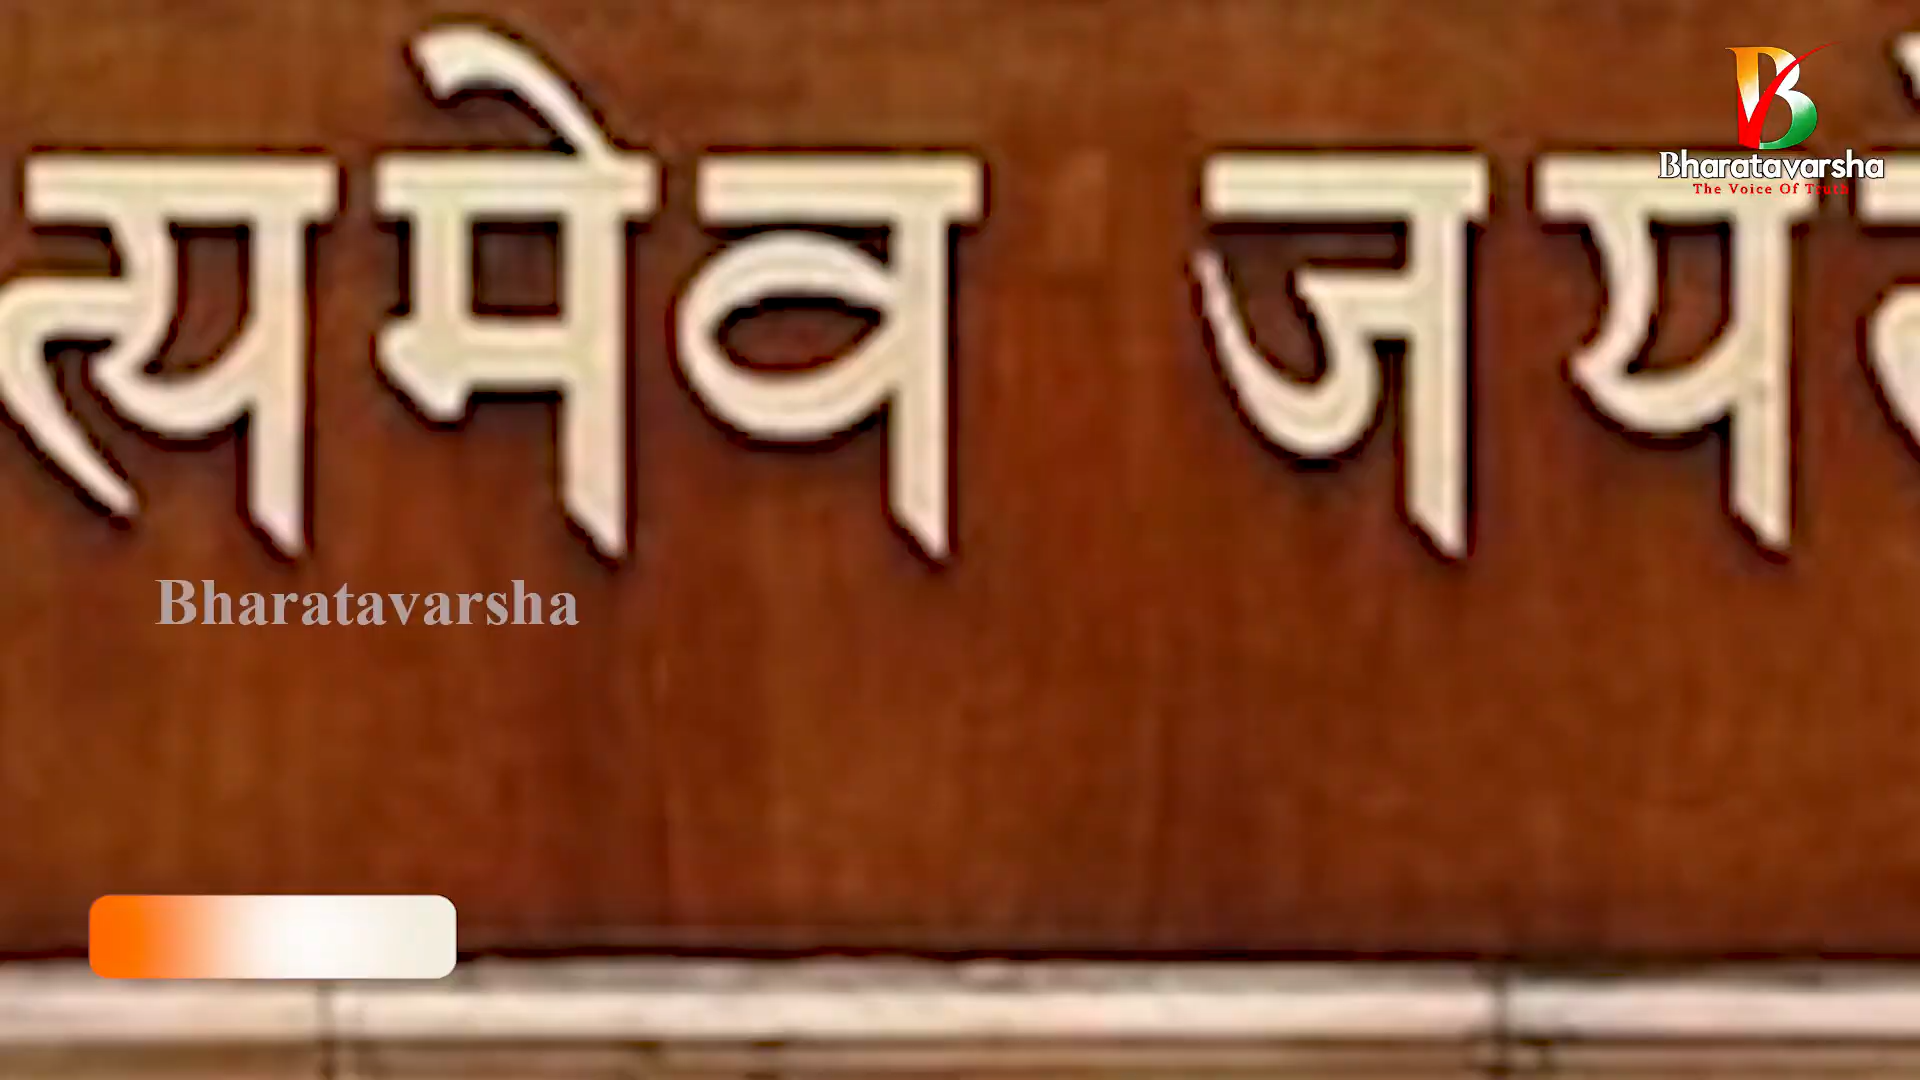 त्यमेव जय
Bharatavarsha
The Voice Of Truth
Bharatavarsha